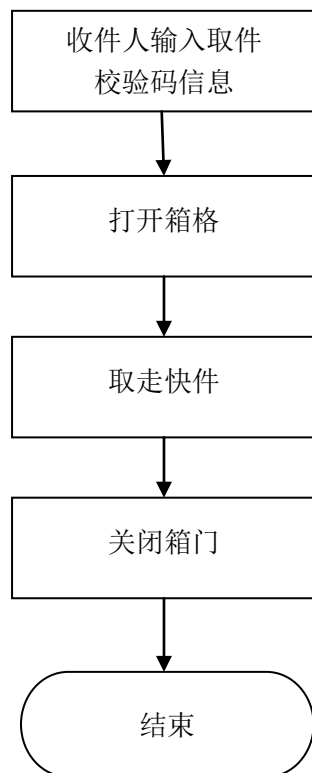 收件人输入取件
校验码信息
打开箱格
取走快件
关闭箱门
结束